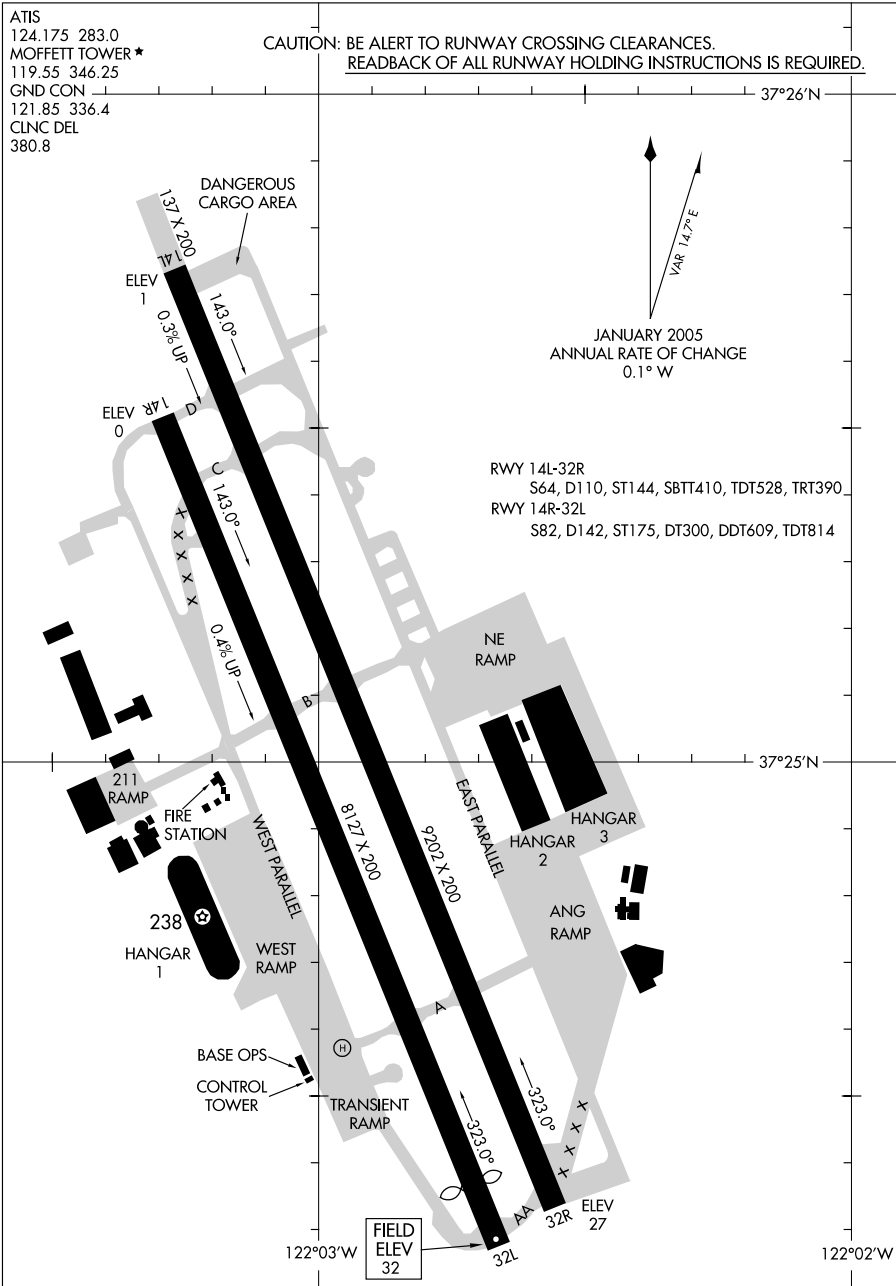 ATIS
124.175 283.0
MOFFETT TOWER ★
119.55 346.25
GND CON
121.85 336.4
CLNC DEL
380.8
CAUTION: BE ALERT TO RUNWAY CROSSING CLEARANCES.
READBACK OF ALL RUNWAY HOLDING INSTRUCTIONS IS REQUIRED.
37°26'N
DANGEROUS
CARGO AREA
137 X 200
14L
ELEV
1
0.3% UP
143.0°
VAR 14.7° E
JANUARY 2005
ANNUAL RATE OF CHANGE
0.1° W
ELEV
0
14R
D
C
143.0°
RWY 14L-32R
S64, D110, ST144, SBTT410, TDT528, TRT390
RWY 14R-32L
S82, D142, ST175, DT300, DDT609, TDT814
X X X X X
0.4% UP
B
NE
RAMP
37°25'N
211
RAMP
FIRE
STATION
WEST PARALLEL
8127 X 200
9202 X 200
EAST PARALLEL
HANGAR
2
HANGAR
3
238
HANGAR
1
WEST
RAMP
ANG
RAMP
A
H
BASE OPS
CONTROL
TOWER
TRANSIENT
RAMP
323.0°
323.0°
X X X X
AA
32R
ELEV
27
32L
FIELD
ELEV
32
122°03'W
122°02'W